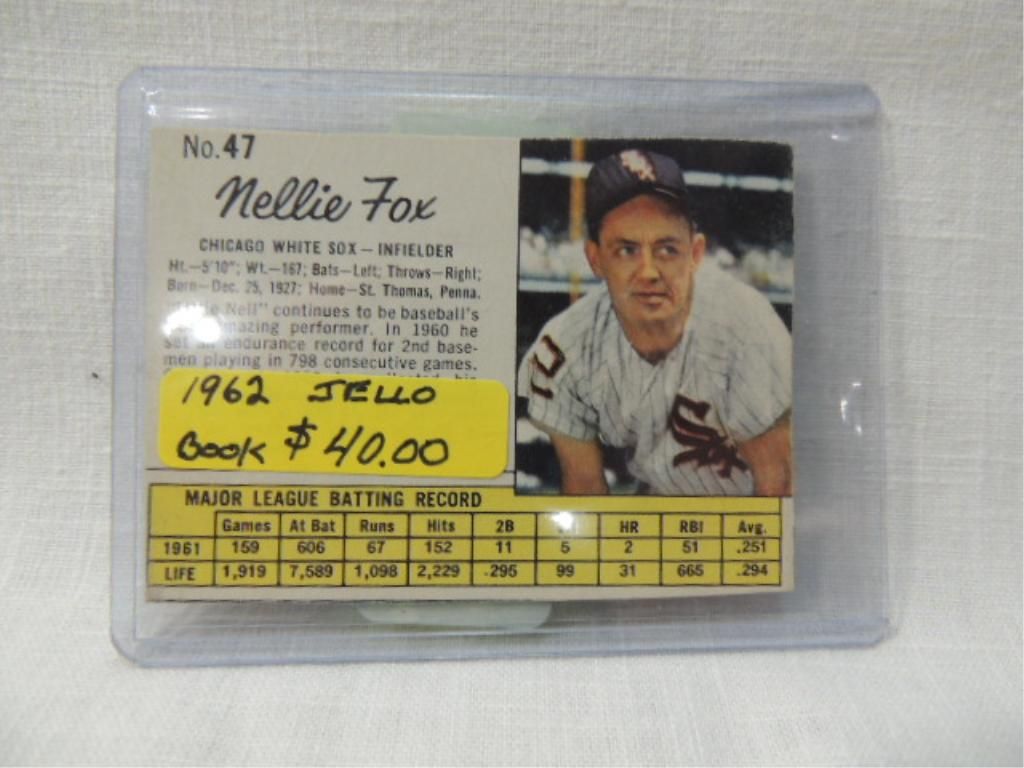 No. 47
Nellie Fox
CHICAGO WHITE SOX — INFIELDER
Ht.—5'10"; Wt.—167; Bats—Left; Throws—Right;
Born—Dec. 25, 1927; Home—St. Thomas, Penna.
Nell" continues to be baseball's
performer. In 1960 he
set an endurance record for 2nd base-
men playing in 798 consecutive games.
1962 JELLO
BOOK $40.00
Sox
MAJOR LEAGUE BATTING RECORD
Games At Bat Runs Hits 2B HR RBI Avg.
1961 159 606 67 152 11 5 2 51 .251
LIFE 1,919 7,589 1,098 2,229 .295 99 31 665 .294